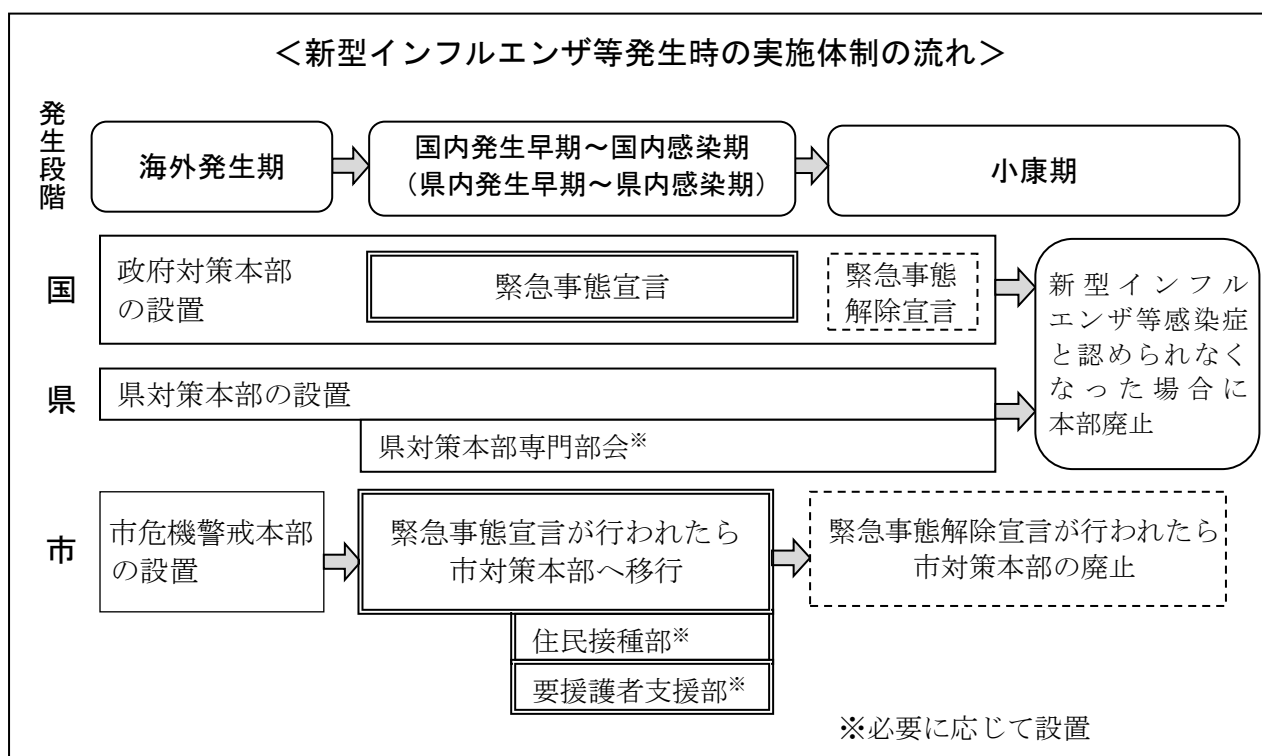 ＜新型インフルエンザ等発生時の実施体制の流れ＞
発生段階
海外発生期
国内発生早期～国内感染期
（県内発生早期～県内感染期）
小康期
国
政府対策本部
の設置
緊急事態宣言
緊急事態
解除宣言
新型インフル
エンザ等感染症
と認められなく
なった場合に
本部廃止
県
県対策本部の設置
県対策本部専門部会※
市
市危機警戒本部
の設置
緊急事態宣言が行われたら
市対策本部へ移行
緊急事態解除宣言が行われたら
市対策本部の廃止
住民接種部※
要援護者支援部※
※必要に応じて設置